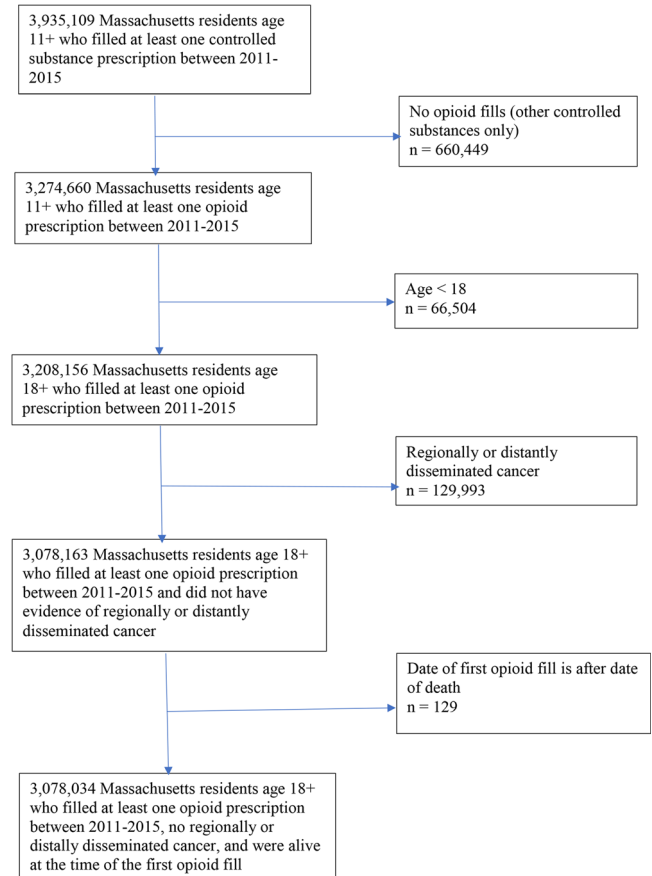 3,935,109 Massachusetts residents age
11+ who filled at least one controlled
substance prescription between 2011-
2015
No opioid fills (other controlled
substances only)
n = 660,449
3,274,660 Massachusetts residents age
11+ who filled at least one opioid
prescription between 2011-2015
Age < 18
n = 66,504
3,208,156 Massachusetts residents age
18+ who filled at least one opioid
prescription between 2011-2015
Regionally or distantly
disseminated cancer
n = 129,993
3,078,163 Massachusetts residents age 18+
who filled at least one opioid prescription
between 2011-2015 and did not have
evidence of regionally or distantly
disseminated cancer
Date of first opioid fill is after date
of death
n = 129
3,078,034 Massachusetts residents age 18+
who filled at least one opioid prescription
between 2011-2015, no regionally or
distally disseminated cancer, and were alive
at the time of the first opioid fill